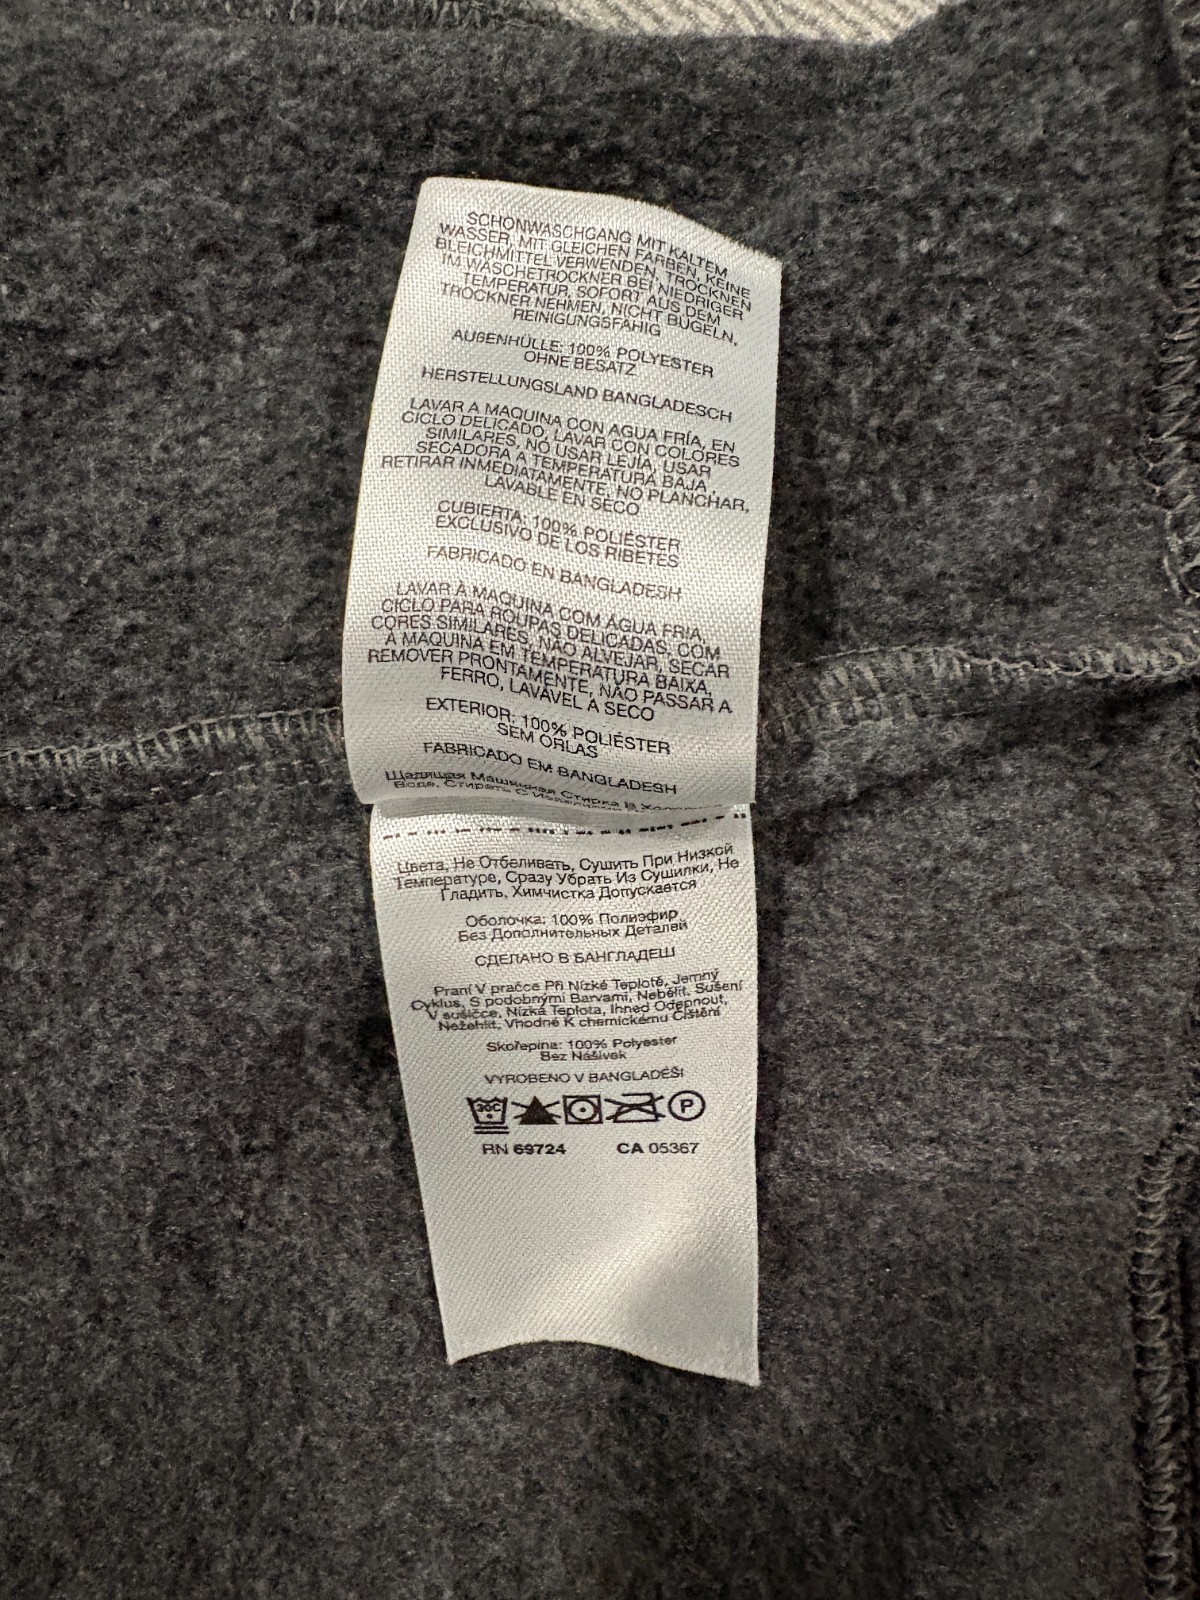 SCHONWASCHGANG MIT KALTEM
WASSER, MIT GLEICHEN FARBEN, KEINE
BLEICHMITTEL VERWENDEN, TROCKNEN
IM WÄSCHETROCKNER BEI NIEDRIGER
TEMPERATUR, SOFORT AUS DEM
TROCKNER NEHMEN, NICHT BÜGELN,
REINIGUNGSFÄHIG
AUßENHÜLLE: 100% POLYESTER
OHNE BESATZ
HERSTELLUNGSLAND BANGLADESCH
LAVAR A MAQUINA CON AGUA FRÍA, EN
CICLO DELICADO, LAVAR CON COLORES
SIMILARES, NO USAR LEJÍA, USAR
SECADORA A TEMPERATURA BAJA
RETIRAR INMEDIATAMENTE, NO PLANCHAR,
LAVABLE EN SECO
CUBIERTA: 100% POLIÉSTER
EXCLUSIVO DE LOS RIBETES
FABRICADO EN BANGLADESH
LAVAR À MAQUINA COM ÁGUA FRIA,
CICLO PARA ROUPAS DELICADAS, COM
CORES SIMILARES, NÃO ALVEJAR, SECAR
À MAQUINA EM TEMPERATURA BAIXA,
REMOVER PRONTAMENTE, NÃO PASSAR A
FERRO, LAVÁVEL A SECO
EXTERIOR: 100% POLIÉSTER
SEM ORLAS
FABRICADO EM BANGLADESH
Щадящая Машинная Стирка В
Воде, Стирать С
Цвета, Не Отбеливать, Сушить При Низкой
Температуре, Сразу Убрать Из Сушилки, Не
Гладить, Химчистка Допускается
Оболочка: 100% Полиэфир
Без Дополнительных Деталей
СДЕЛАНО В БАНГЛАДЕШ
Praní V pračce Při Nízké Teplotě, Jemný
Cyklus, S podobnými Barvami, Nebělit, Sušení
V sušičce, Nízká Teplota, Ihned Odepnout,
Nežehlit, Vhodné K chemickému Čištění
Skořepina: 100% Polyester
Bez Nášivek
VYROBENO V BANGLADÉŠI
30C P
RN 69724 CA 05367